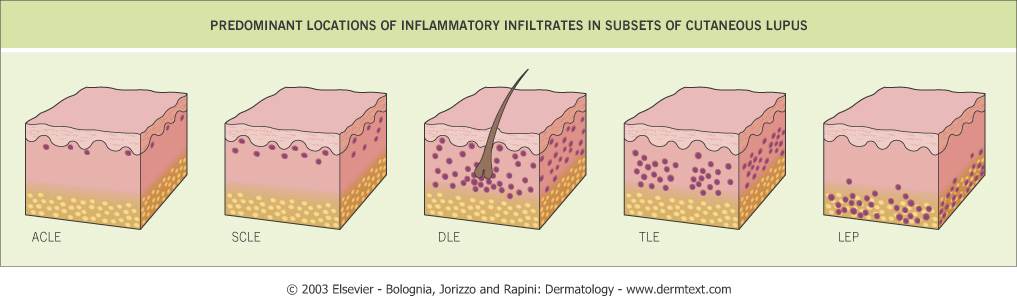 PREDOMINANT LOCATIONS OF INFLAMMATORY INFILTRATES IN SUBSETS OF CUTANEOUS LUPUS
ACLE
SCLE
DLE
TLE
LEP
© 2003 Elsevier - Bolognia, Jorizzo and Rapini: Dermatology - www.dermtext.com